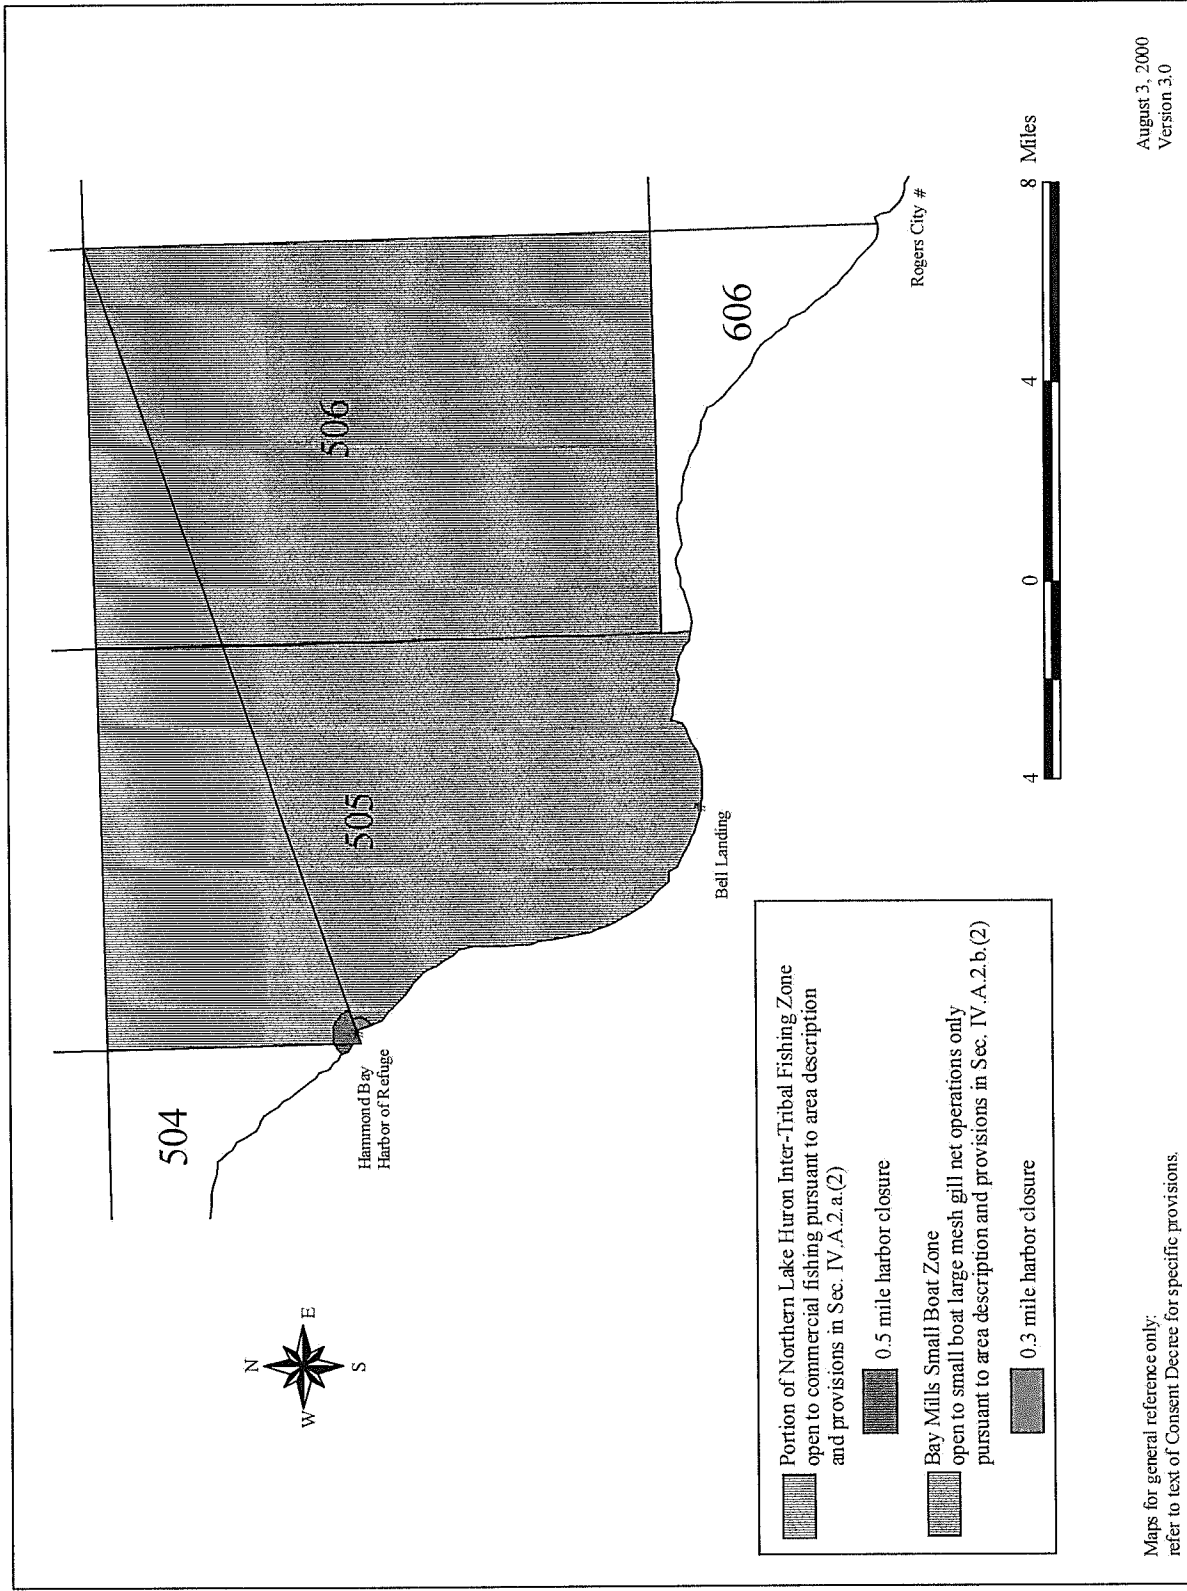 504
505
506
606
Hammond Bay
Harbor of Refuge
Bell Landing
Rogers City #
N
W
E
S
Portion of Northern Lake Huron Inter-Tribal Fishing Zone
open to commercial fishing pursuant to area description
and provisions in Sec. IV.A.2.a.(2)
0.5 mile harbor closure
Bay Mills Small Boat Zone
open to small boat large mesh gill net operations only
pursuant to area description and provisions in Sec. IV.A.2.b.(2)
0.3 mile harbor closure
4
0
4
8 Miles
Maps for general reference only:
refer to text of Consent Decree for specific provisions.
August 3, 2000
Version 3.0